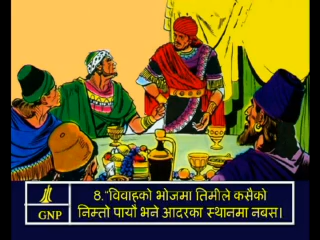 8."विवाहको भोजमा तिमीले कसैको
निम्तो पायौ भने आदरका स्थानमा नबस।
GNP